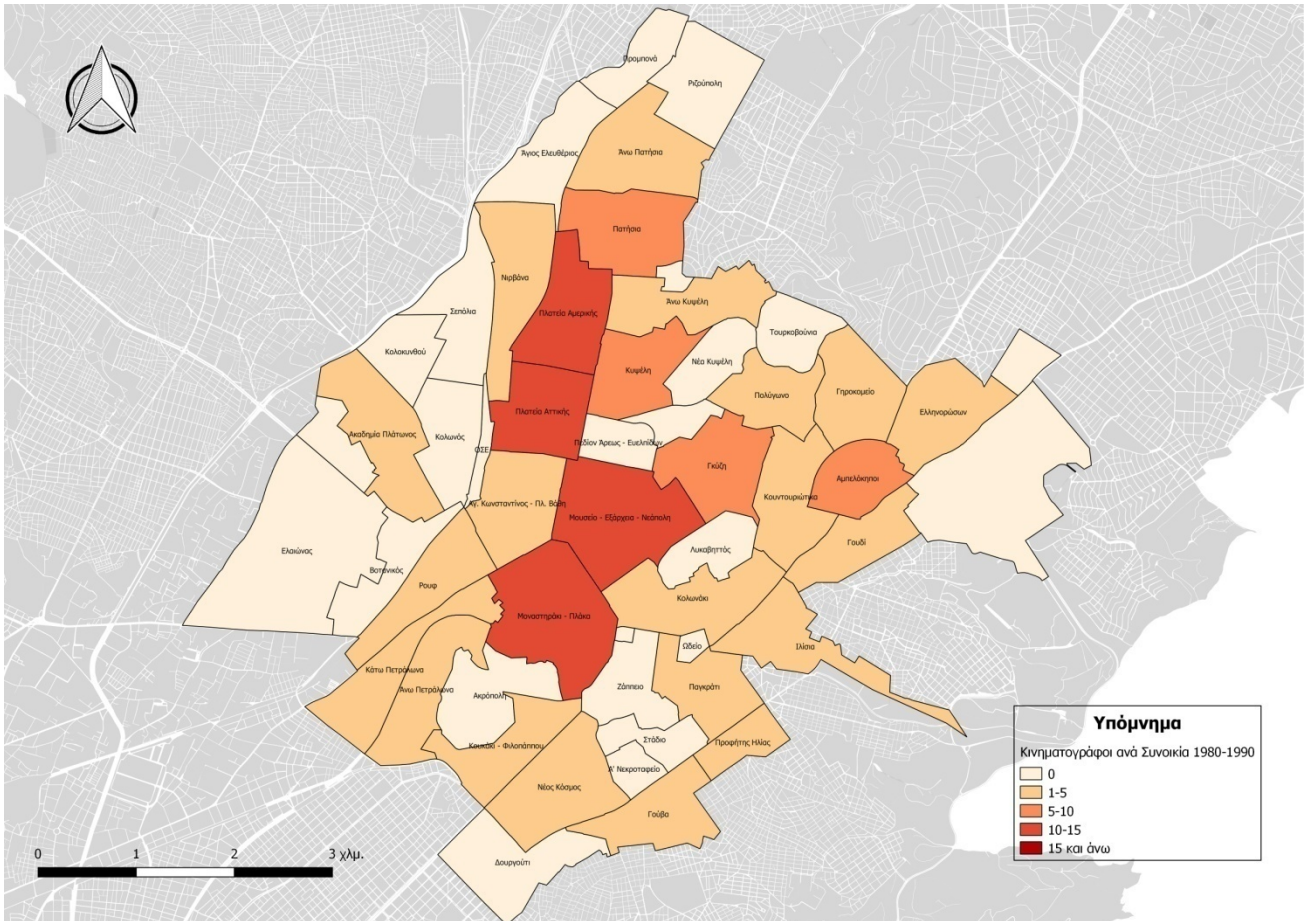 Προμπονά
Ριζούπολη
Άγιος Ελευθέριος
Άνω Πατήσια
Πατήσια
Νιρβάνα
Άνω Κυψέλη
Σεπόλια
Πλατεία Αμερικής
Τουρκοβούνια
Κολοκυνθού
Νέα Κυψέλη
Κυψέλη
Πολύγωνο
Γηροκομείο
Πλατεία Αττικής
Ελληνορώσων
Ακαδημία Πλάτωνος
Κολωνός
Πεδίον Άρεως - Ευελπίδων
ΟΣΕ
Γκύζη
Αμπελόκηποι
Κουντουριώτικα
Αγ. Κωνσταντίνος - Πλ. Βάθη
Μουσείο - Εξάρχεια - Νεάπολη
Γουδί
Λυκαβηττός
Ελαιώνας
Βοτανικός
Ρουφ
Κολωνάκι
Μοναστηράκι - Πλάκα
Ωδείο
Ιλίσια
Κάτω Πετράλωνα
Άνω Πετράλωνα
Ακρόπολη
Ζάππειο
Παγκράτι
Στάδιο
Προφήτης Ηλίας
Κουκάκι - Φιλοπάππου
Α' Νεκροταφείο
Νέος Κόσμος
Γούβα
Δουργούτι
0 1 2 3 χλμ.
Υπόμνημα
Κινηματογράφοι ανά Συνοικία 1980-1990
0
1-5
5-10
10-15
15 και άνω